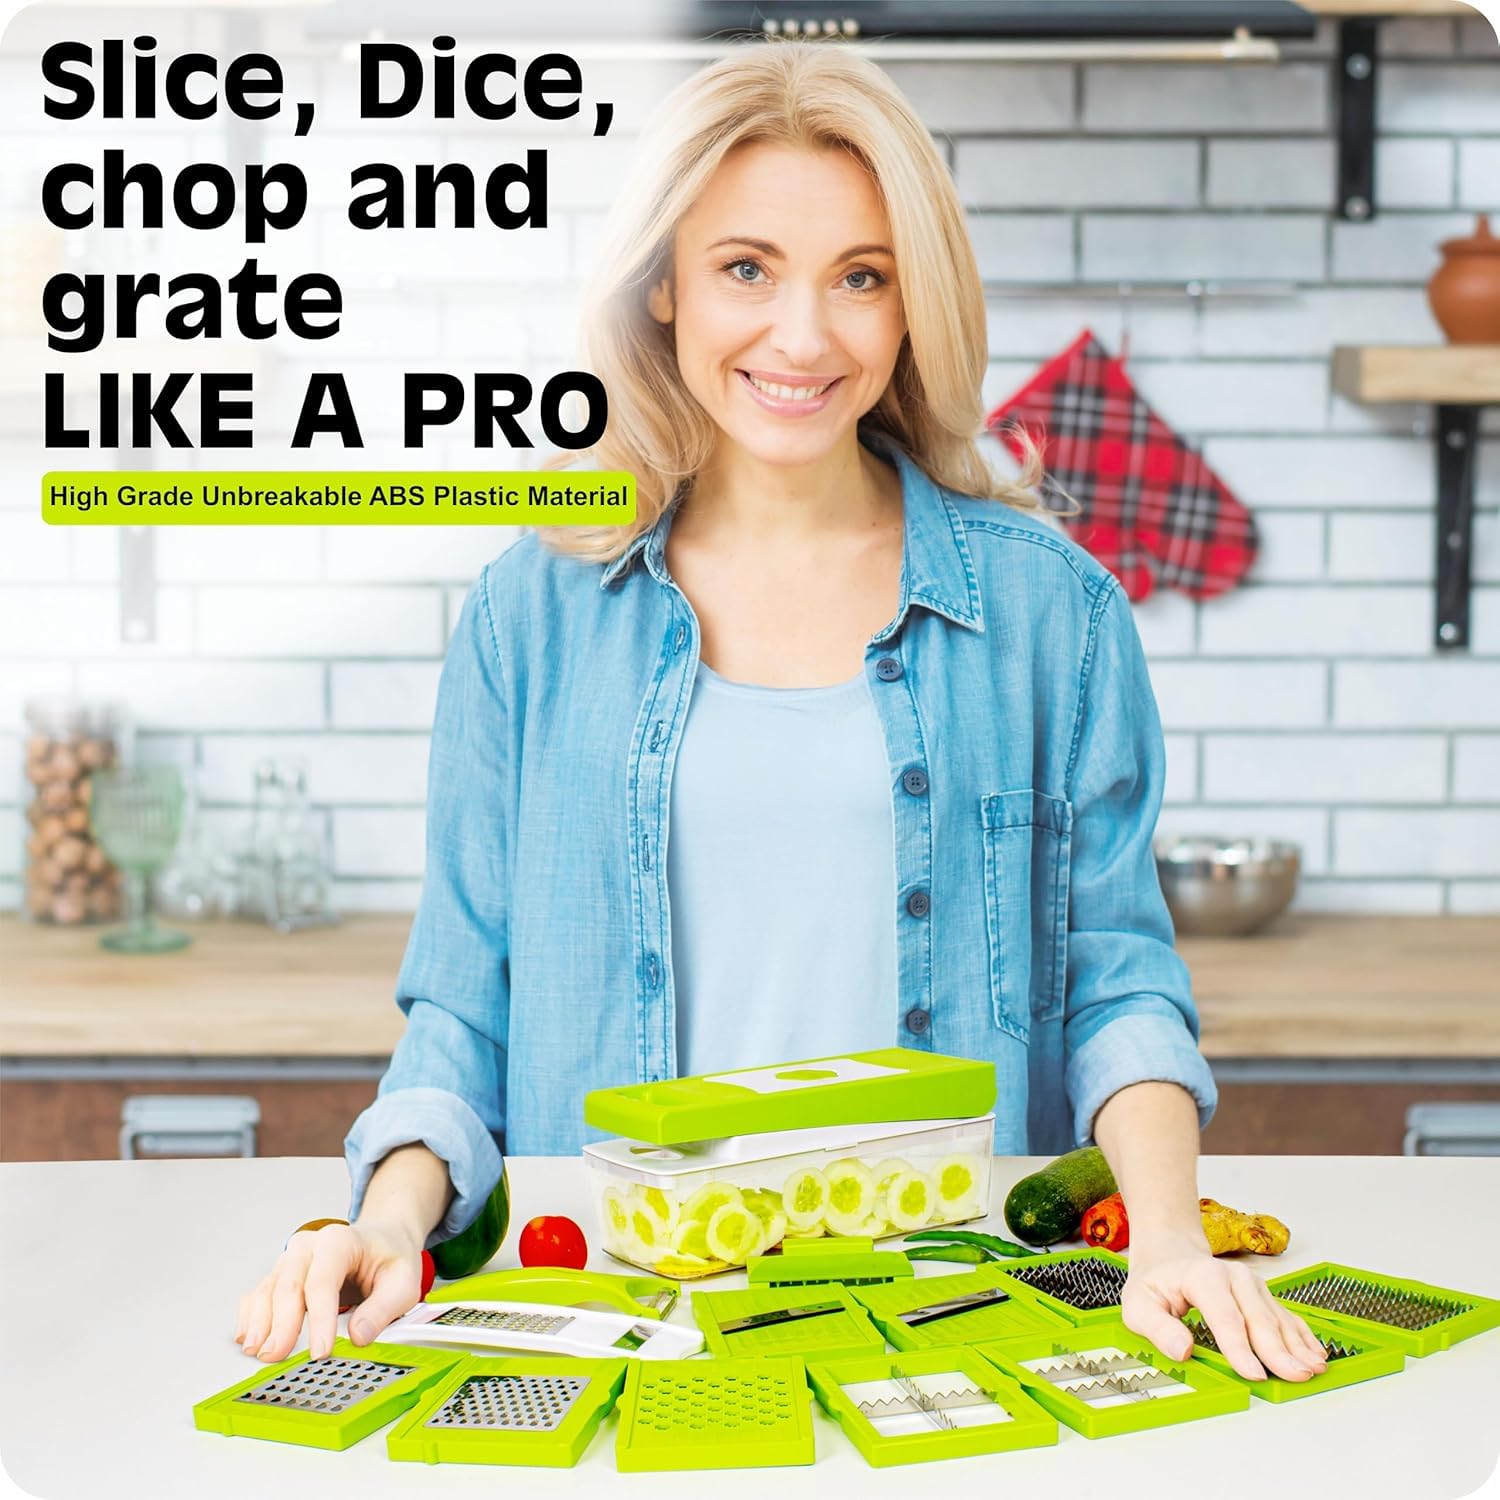 Slice, Dice,
chop and
grate
LIKE A PRO
High Grade Unbreakable ABS Plastic Material